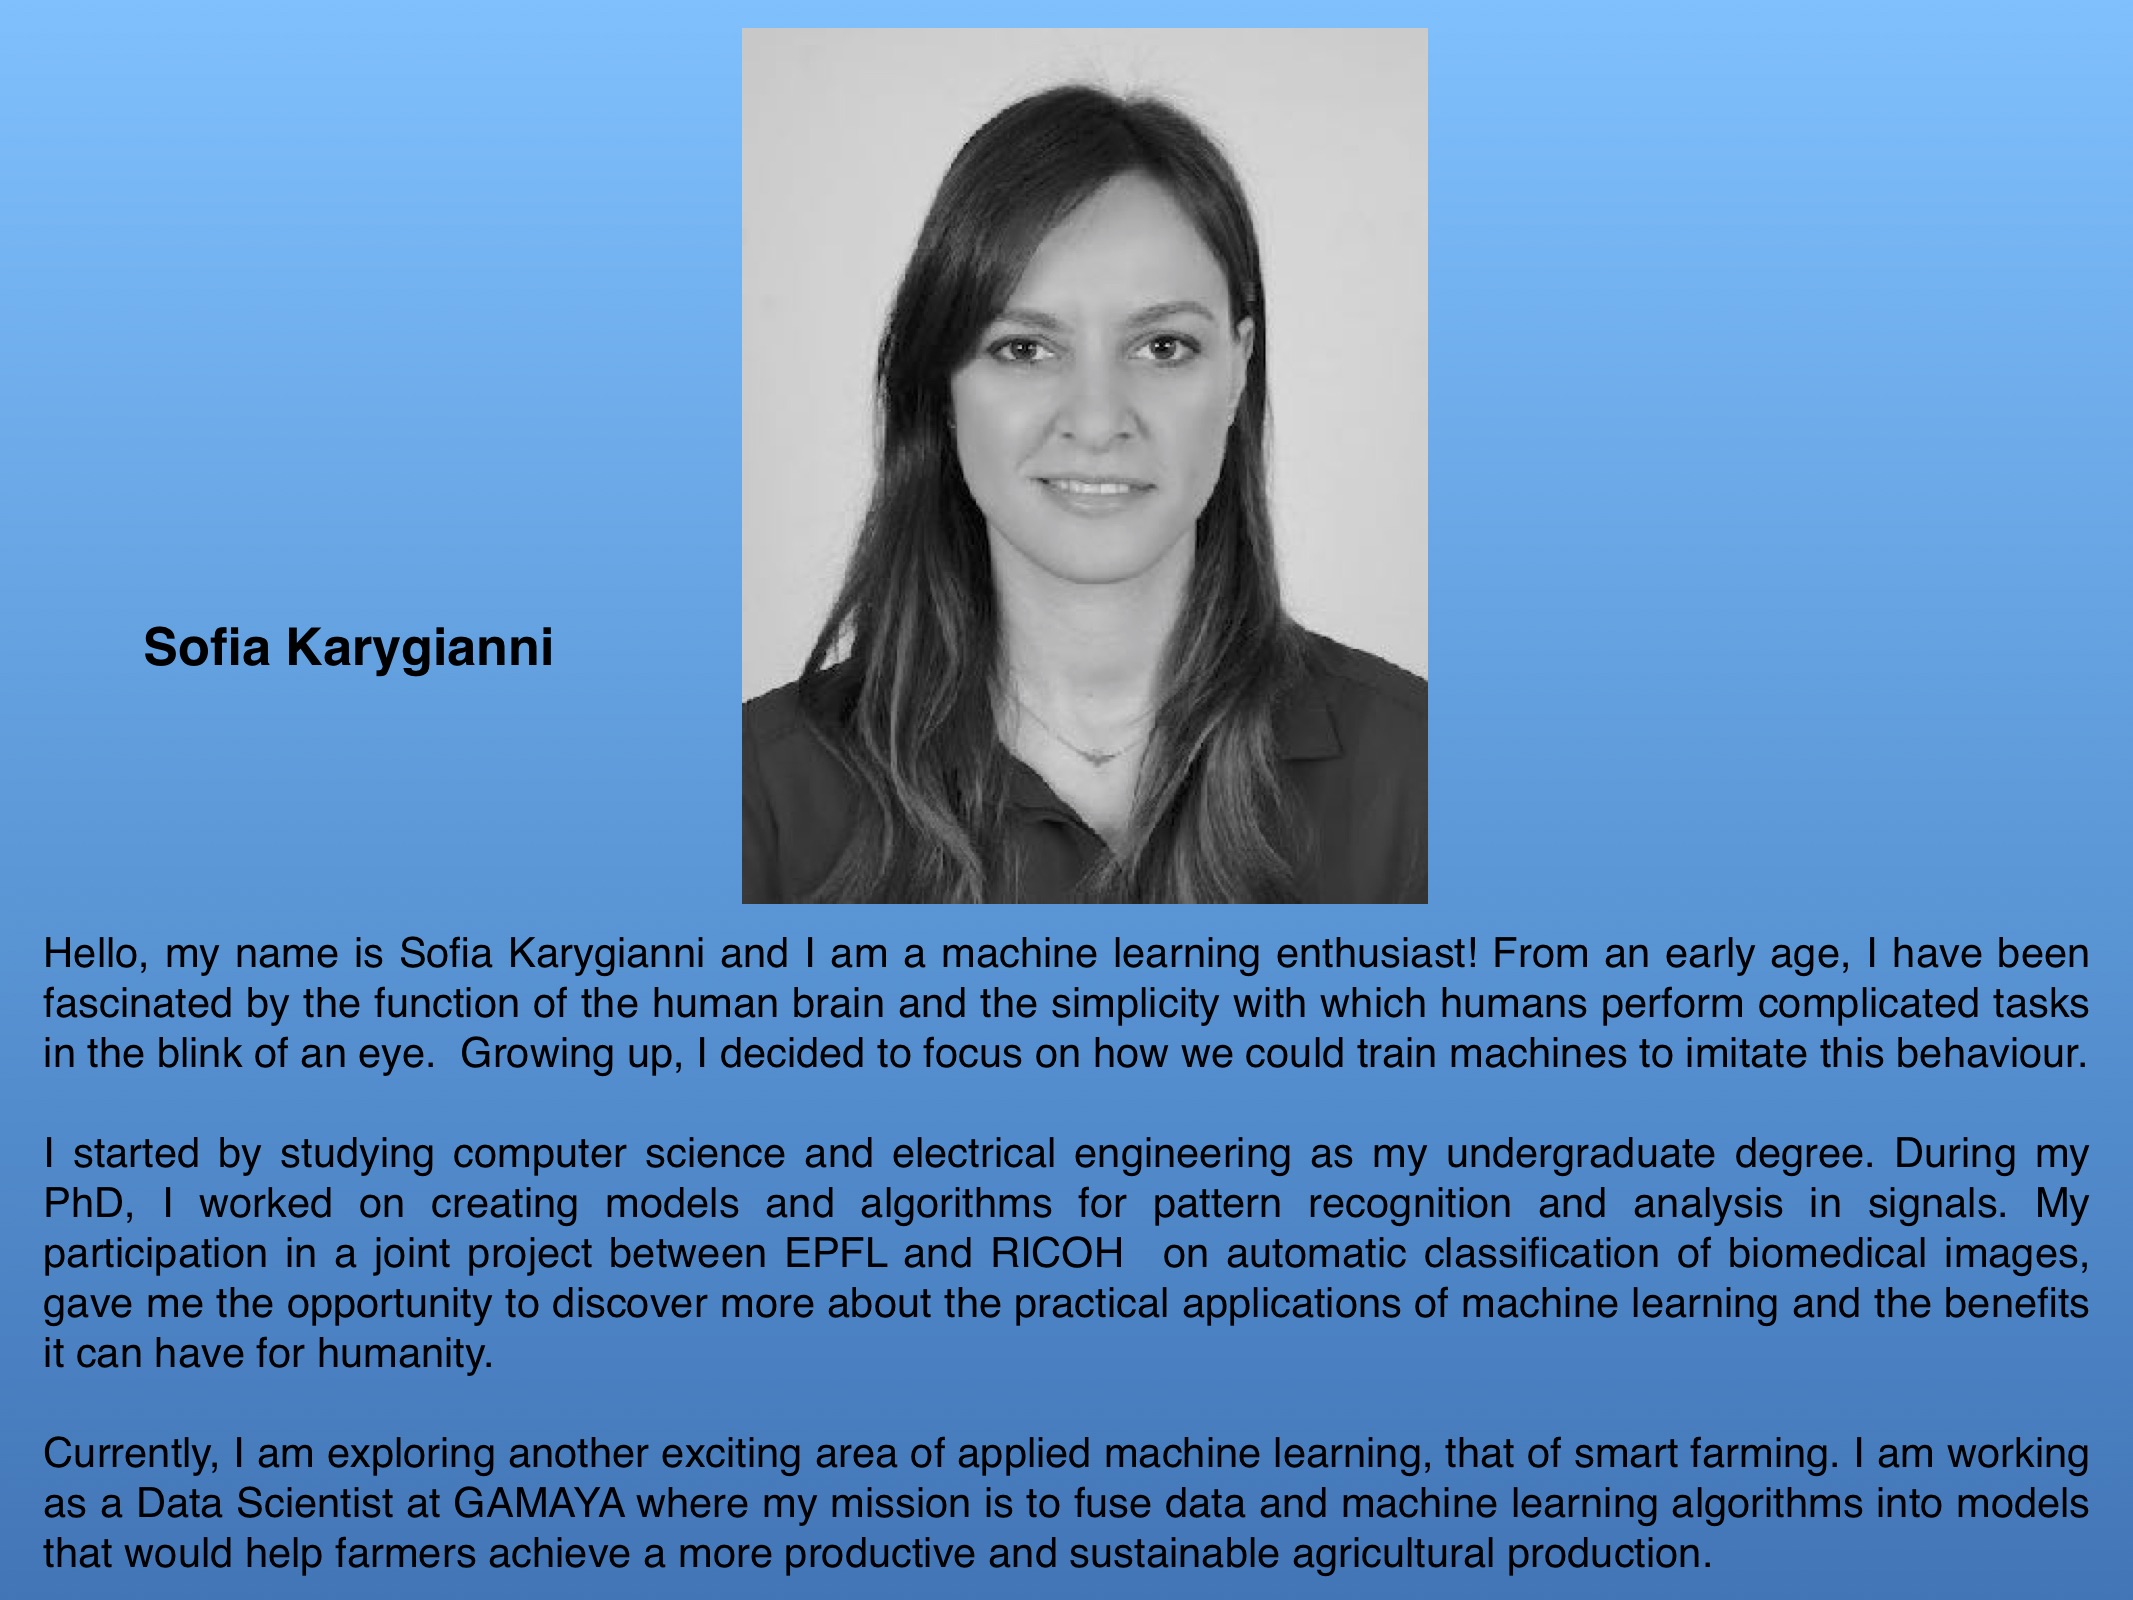 Sofia Karygianni
Hello, my name is Sofia Karygianni and I am a machine learning enthusiast! From an early age, I have been
fascinated by the function of the human brain and the simplicity with which humans perform complicated tasks
in the blink of an eye.  Growing up, I decided to focus on how we could train machines to imitate this behaviour.
I started by studying computer science and electrical engineering as my undergraduate degree. During my
PhD, I worked on creating models and algorithms for pattern recognition and analysis in signals. My
participation in a joint project between EPFL and RICOH  on automatic classification of biomedical images,
gave me the opportunity to discover more about the practical applications of machine learning and the benefits
it can have for humanity.
Currently, I am exploring another exciting area of applied machine learning, that of smart farming. I am working
as a Data Scientist at GAMAYA where my mission is to fuse data and machine learning algorithms into models
that would help farmers achieve a more productive and sustainable agricultural production.